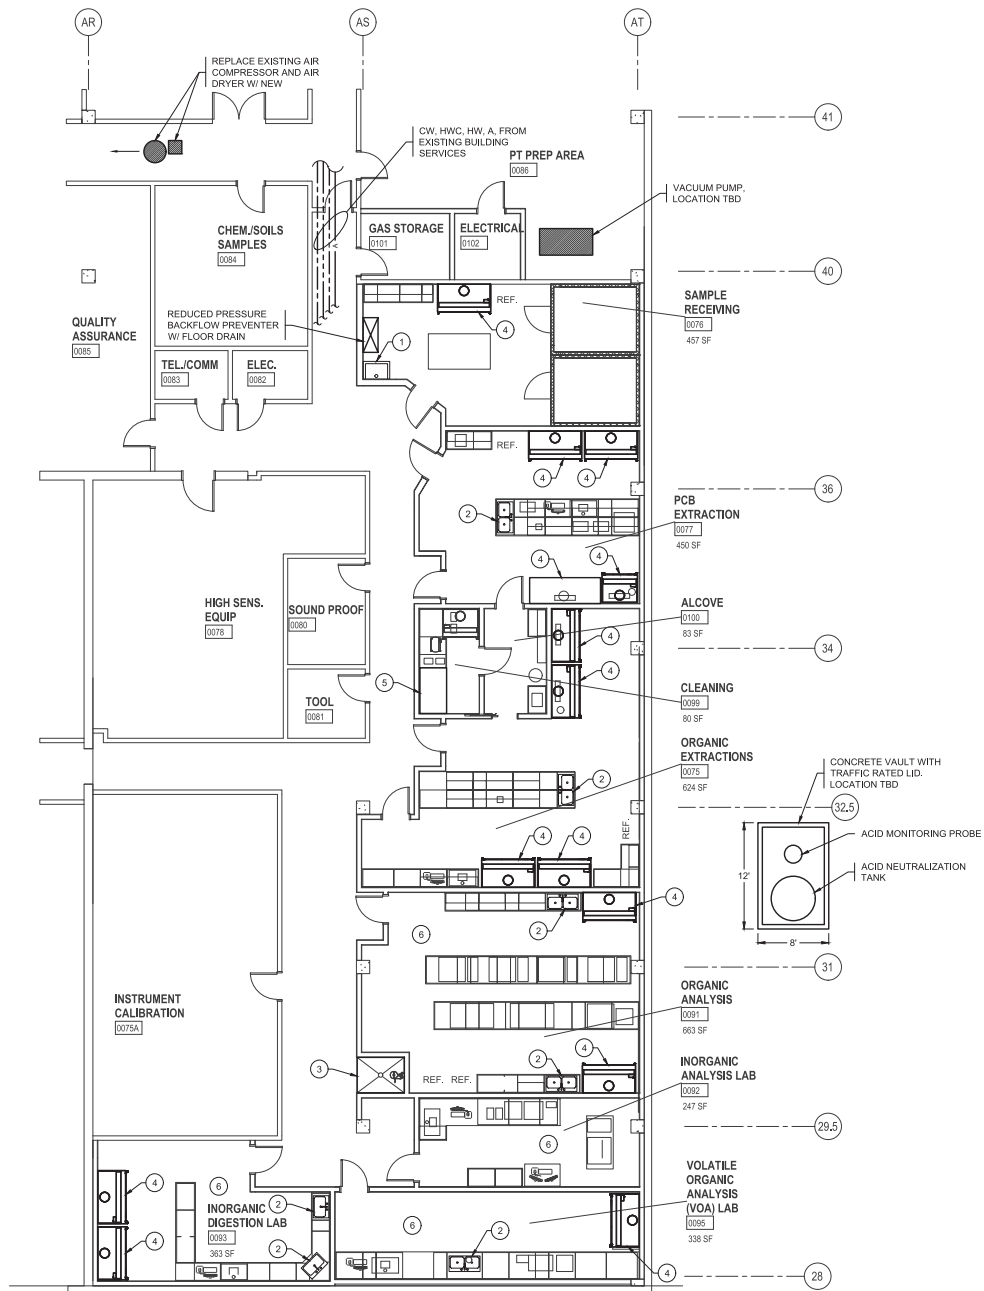 AR
AS
AT
REPLACE EXISTING AIR
COMPRESSOR AND AIR
DRYER W/ NEW
41
CW, HWC, HW, A, FROM
EXISTING BUILDING
SERVICES
PT PREP AREA
0086
VACUUM PUMP,
LOCATION TBD
CHEM./SOILS
SAMPLES
0084
GAS STORAGE
0101
ELECTRICAL
0102
V
40
QUALITY
ASSURANCE
0085
REDUCED PRESSURE
BACKFLOW PREVENTER
W/ FLOOR DRAIN
REF.
4
1
SAMPLE
RECEIVING
0076
457 SF
TEL./COMM
0083
ELEC.
0082
REF.
4
4
36
2
PCB
EXTRACTION
0077
450 SF
4
4
HIGH SENS.
EQUIP
0078
SOUND PROOF
0080
ALCOVE
0100
83 SF
4
34
4
5
CLEANING
0099
80 SF
TOOL
0081
ORGANIC
EXTRACTIONS
0075
624 SF
2
CONCRETE VAULT WITH
TRAFFIC RATED LID.
LOCATION TBD
32.5
REF.
4
4
ACID MONITORING PROBE
ACID NEUTRALIZATION
TANK
12'
8'
4
2
6
31
INSTRUMENT
CALIBRATION
0075A
ORGANIC
ANALYSIS
0091
663 SF
3
REF. REF.
2
4
INORGANIC
ANALYSIS LAB
0092
247 SF
6
29.5
4
4
6
2
2
INORGANIC
DIGESTION LAB
0093
363 SF
6
2
VOLATILE
ORGANIC
ANALYSIS
(VOA) LAB
0095
338 SF
4
28